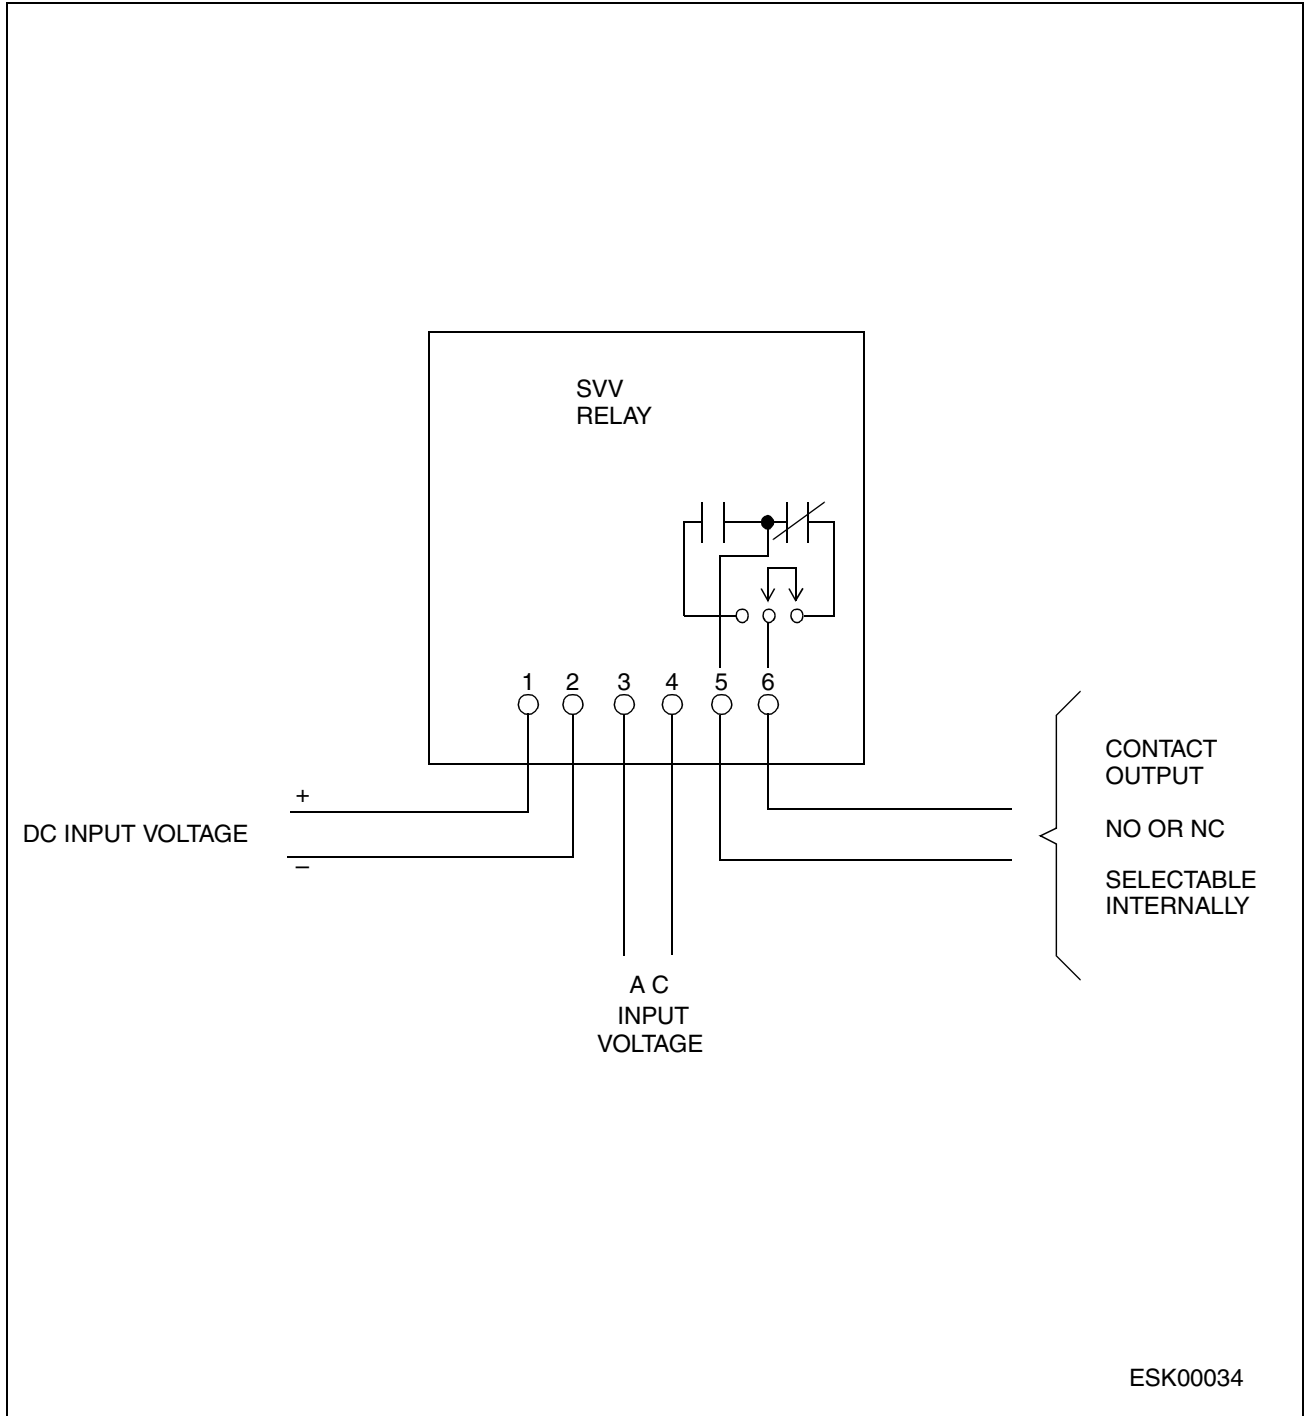 SVV
RELAY
1 2 3 4 5 6
+
DC INPUT VOLTAGE
–
A C
INPUT
VOLTAGE
CONTACT
OUTPUT
NO OR NC
SELECTABLE
INTERNALLY
ESK00034